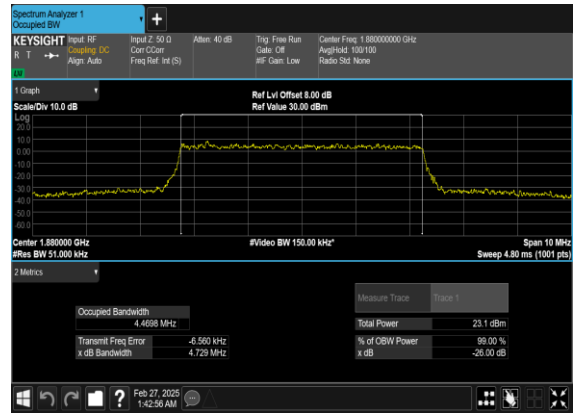 Spectrum Analyzer 1
Occupied BW
+
KEYSIGHT
R T
LW
Input: RF
Coupling: DC
Align: Auto
Input Z: 50 Ω
Corr CCorr
Freq Ref: Int (S)
Atten: 40 dB
Trig: Free Run
Gate: Off
#IF Gain: Low
Center Freq: 1.880000000 GHz
Avg|Hold: 100/100
Radio Std: None
1 Graph
Scale/Div 10.0 dB
Ref Lvl Offset 8.00 dB
Ref Value 30.00 dBm
Log
20.0
10.0
0.00
-10.0
-20.0
-30.0
-40.0
-50.0
-60.0
Center 1.880000 GHz
#Res BW 51.000 kHz
#Video BW 150.00 kHz*
Span 10 MHz
Sweep 4.80 ms (1001 pts)
2 Metrics
Measure Trace
Trace 1
Occupied Bandwidth
4.4698 MHz
Total Power
23.1 dBm
Transmit Freq Error
-6.560 kHz
% of OBW Power
99.00 %
x dB Bandwidth
4.729 MHz
x dB
-26.00 dB
?
Feb 27, 2025
1:42:56 AM